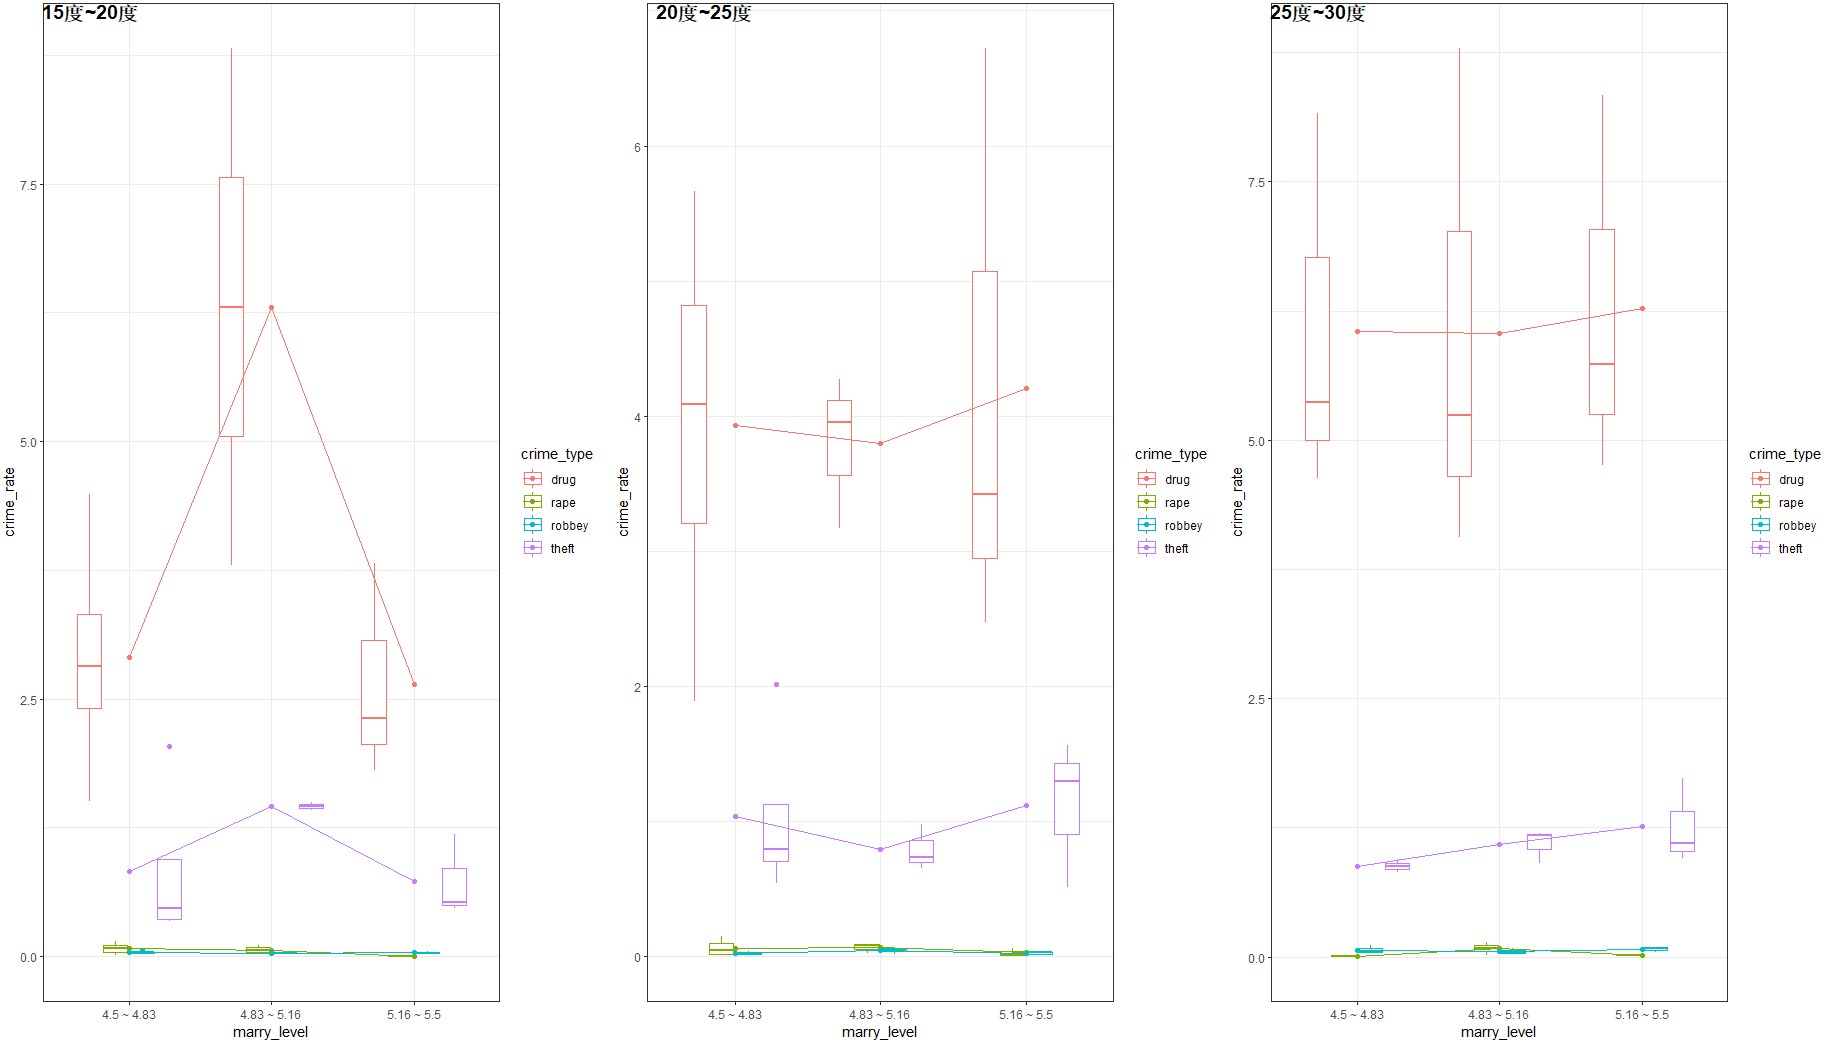 15度~20度
7.5
5.0
2.5
0.0
crime_rate
4.5 ~ 4.83
4.83 ~ 5.16
5.16 ~ 5.5
marry_level
crime_type
drug
rape
robbey
theft
20度~25度
6
4
2
0
crime_rate
4.5 ~ 4.83
4.83 ~ 5.16
5.16 ~ 5.5
marry_level
crime_type
drug
rape
robbey
theft
25度~30度
7.5
5.0
2.5
0.0
crime_rate
4.5 ~ 4.83
4.83 ~ 5.16
5.16 ~ 5.5
marry_level
crime_type
drug
rape
robbey
theft